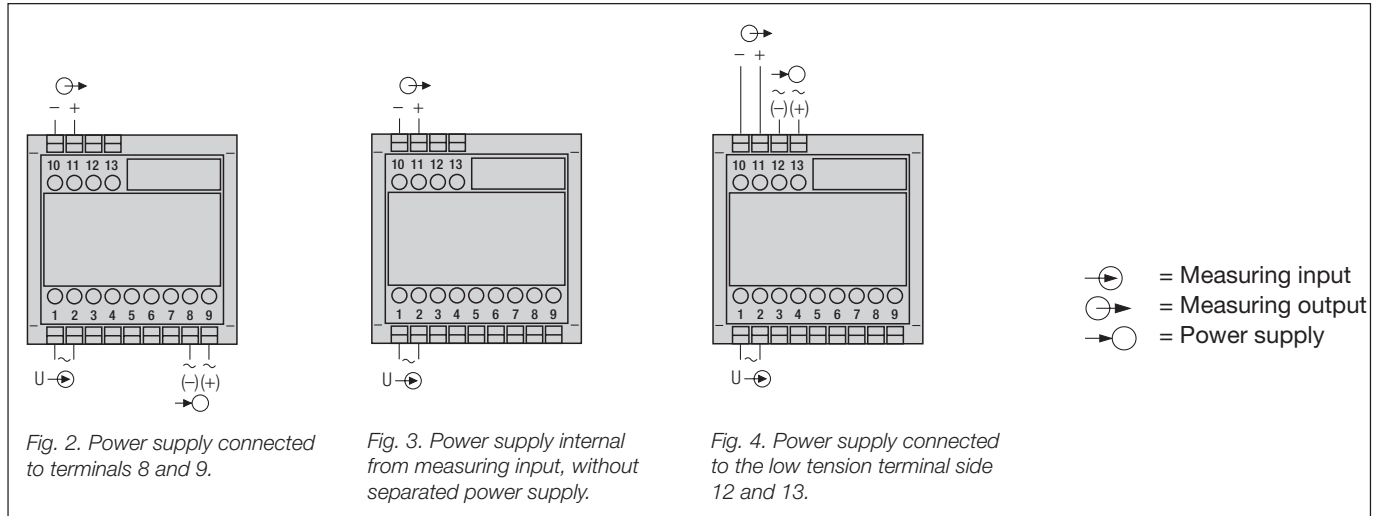 − +
10 11 12 13
1 2 3 4 5 6 7 8 9
~
U
~ ~
(−) (+)
Fig. 2. Power supply connected
to terminals 8 and 9.
− +
10 11 12 13
1 2 3 4 5 6 7 8 9
~
U
Fig. 3. Power supply internal
from measuring input, without
separated power supply.
− +
~ ~
(−) (+)
10 11 12 13
1 2 3 4 5 6 7 8 9
~
U
Fig. 4. Power supply connected
to the low tension terminal side
12 and 13.
= Measuring input
= Measuring output
= Power supply